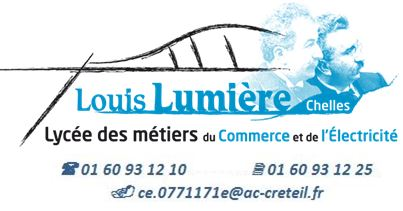 Louis Lumière Chelles
Lycée des métiers du Commerce et de l'Électricité
☎ 01 60 93 12 10 🖹 01 60 93 12 25
ce.0771171e@ac-creteil.fr